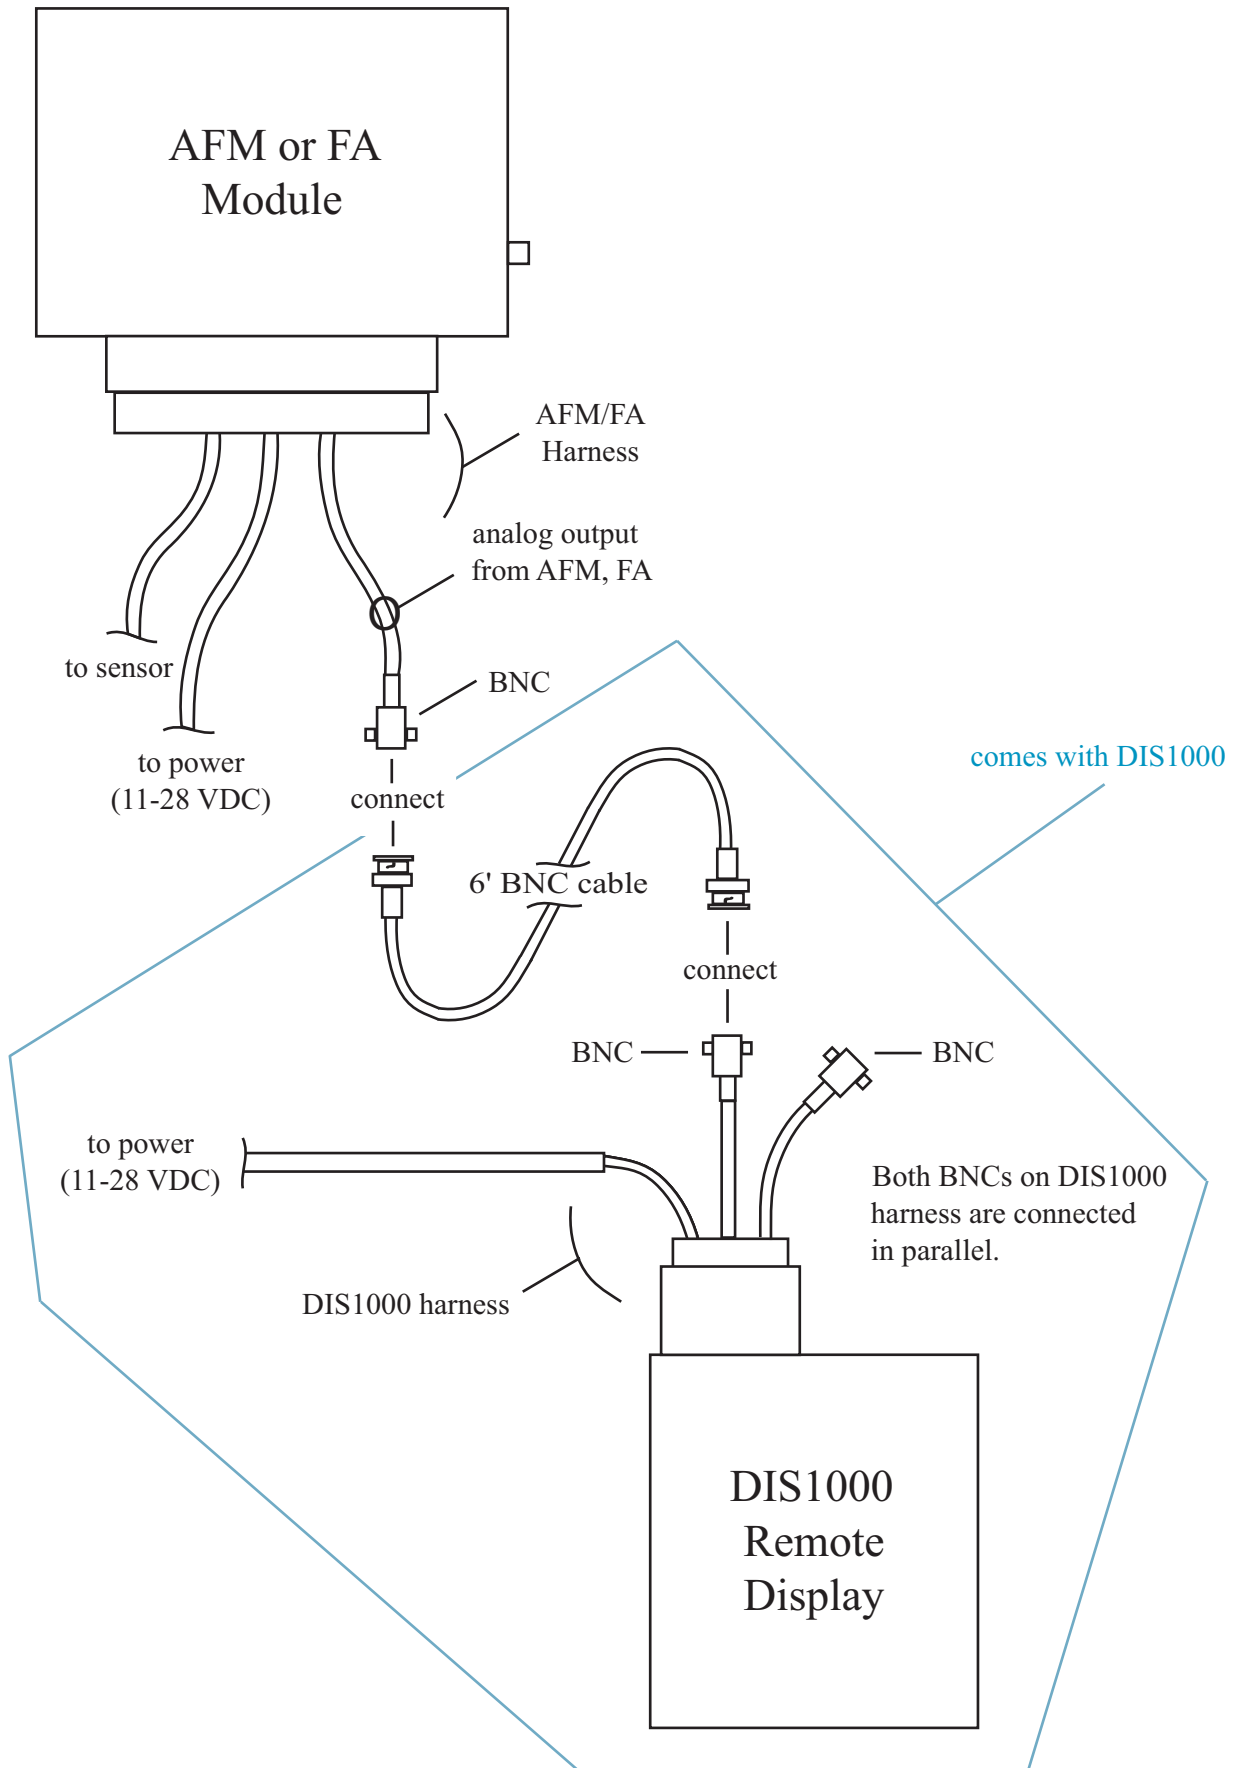 AFM or FA
Module
AFM/FA
Harness
analog output
from AFM, FA
to sensor
BNC
to power
(11-28 VDC)
connect
comes with DIS1000
6' BNC cable
connect
BNC
BNC
to power
(11-28 VDC)
Both BNCs on DIS1000
harness are connected
in parallel.
DIS1000 harness
DIS1000
Remote
Display